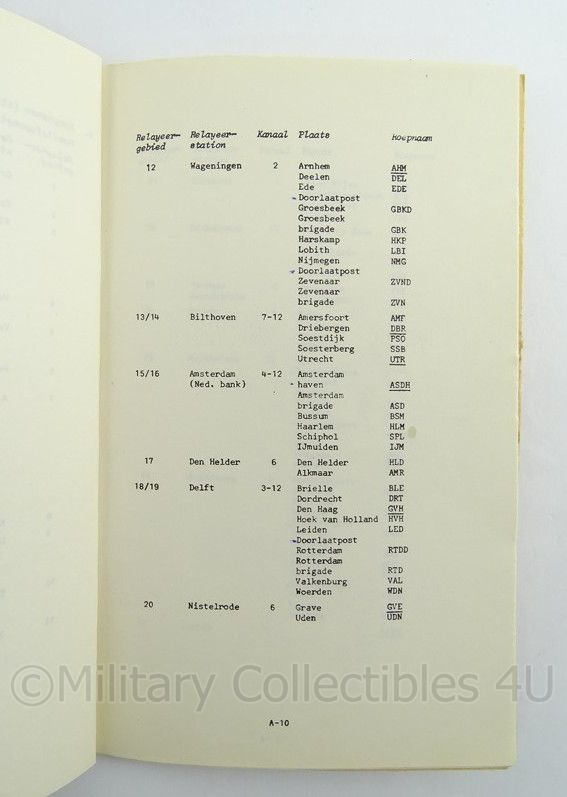 Relayeer- Relayeer- Kanaal Plaats Roepnaam
gebied station
12 Wageningen 2 Arnhem AHM
Deelen DEL
Ede EDE
Doorlaatpost
Groesbeek GBKD
Groesbeek
brigade GBK
Harskamp HKP
Lobith LBI
Nijmegen NMG
Doorlaatpost
Zevenaar ZVND
Zevenaar
brigade ZVN
13/14 Bilthoven 7-12 Amersfoort AMF
Driebergen DBR
Soestdijk PSO
Soesterberg SSB
Utrecht UTR
15/16 Amsterdam 4-12 Amsterdam
(Ned. bank) haven ASDH
Amsterdam
brigade ASD
Bussum BSM
Haarlem HLM
Schiphol SPL
IJmuiden IJM
17 Den Helder 6 Den Helder HLD
Alkmaar AMR
18/19 Delft 3-12 Brielle BLE
Dordrecht DRT
Den Haag GVH
Hoek van Holland HVH
Leiden LED
Doorlaatpost
Rotterdam RTDD
Rotterdam
brigade RTD
Valkenburg VAL
Woerden WDN
20 Nistelrode 6 Grave GVE
Uden UDN
©Military Collectibles 4U
A-10